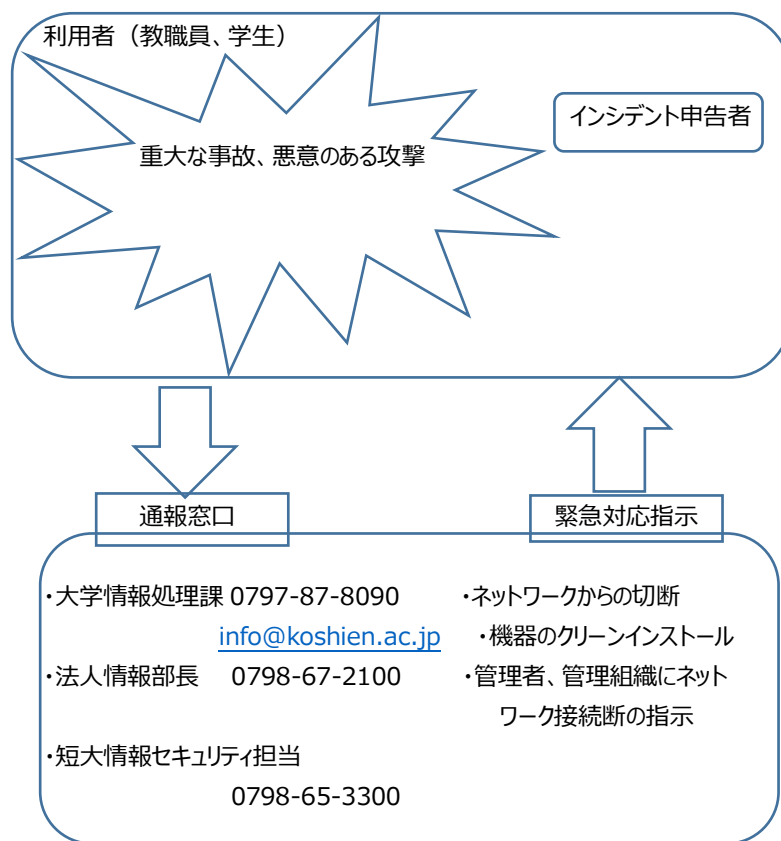 利用者（教職員、学生）
インシデント申告者
重大な事故、悪意のある攻撃
通報窓口
緊急対応指示
・大学情報処理課 0797-87-8090
info@koshien.ac.jp
・法人情報部長 0798-67-2100
・短大情報セキュリティ担当
0798-65-3300
・ネットワークからの切断
・機器のクリーンインストール
・管理者、管理組織にネット
ワーク接続断の指示